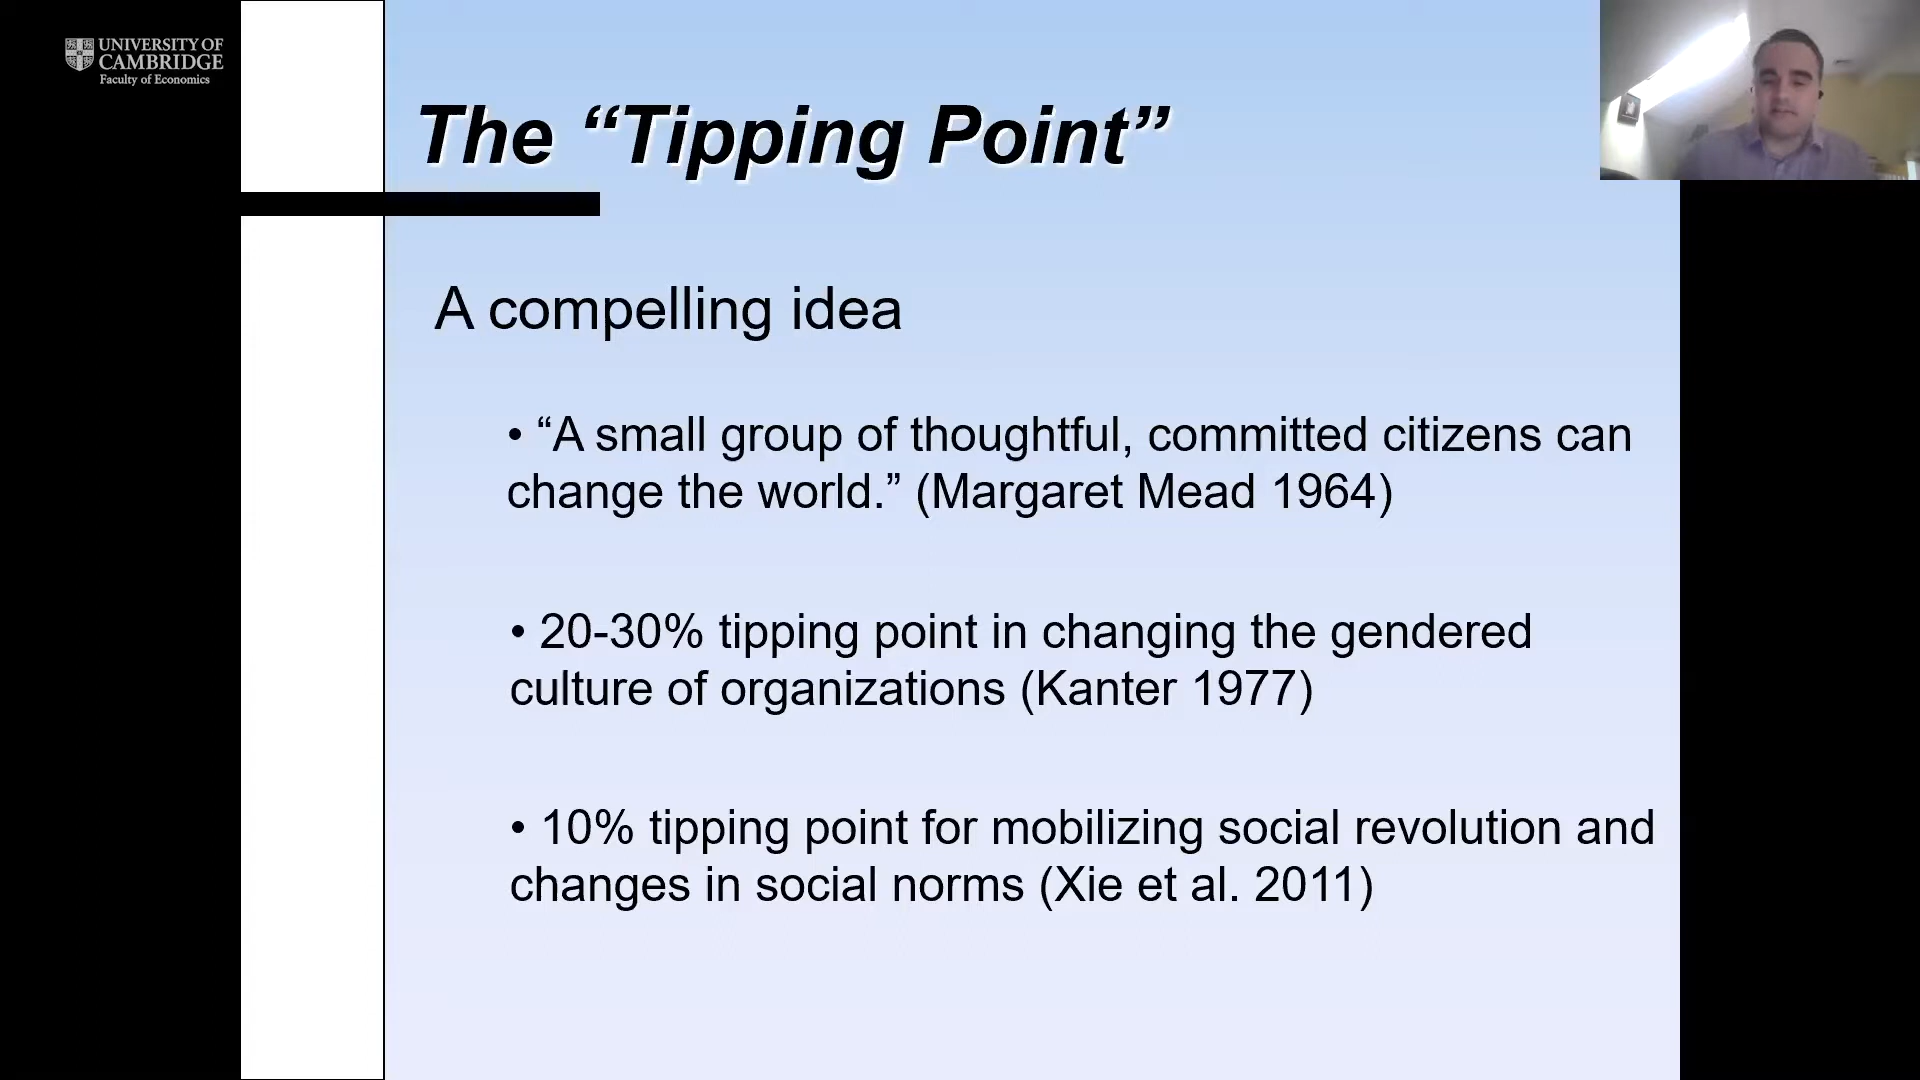 UNIVERSITY OF
CAMBRIDGE
Faculty of Economics
The “Tipping Point”
A compelling idea
• “A small group of thoughtful, committed citizens can
change the world.” (Margaret Mead 1964)
• 20-30% tipping point in changing the gendered
culture of organizations (Kanter 1977)
• 10% tipping point for mobilizing social revolution and
changes in social norms (Xie et al. 2011)